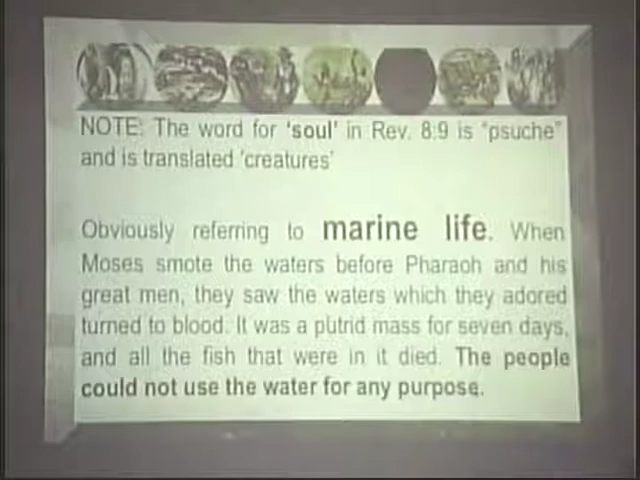 NOTE: The word for 'soul' in Rev. 8:9 is "psuche"
and is translated 'creatures'
Obviously referring to marine life. When
Moses smote the waters before Pharaoh and his
great men, they saw the waters which they adored
turned to blood. It was a putrid mass for seven days,
and all the fish that were in it died. The people
could not use the water for any purpose.